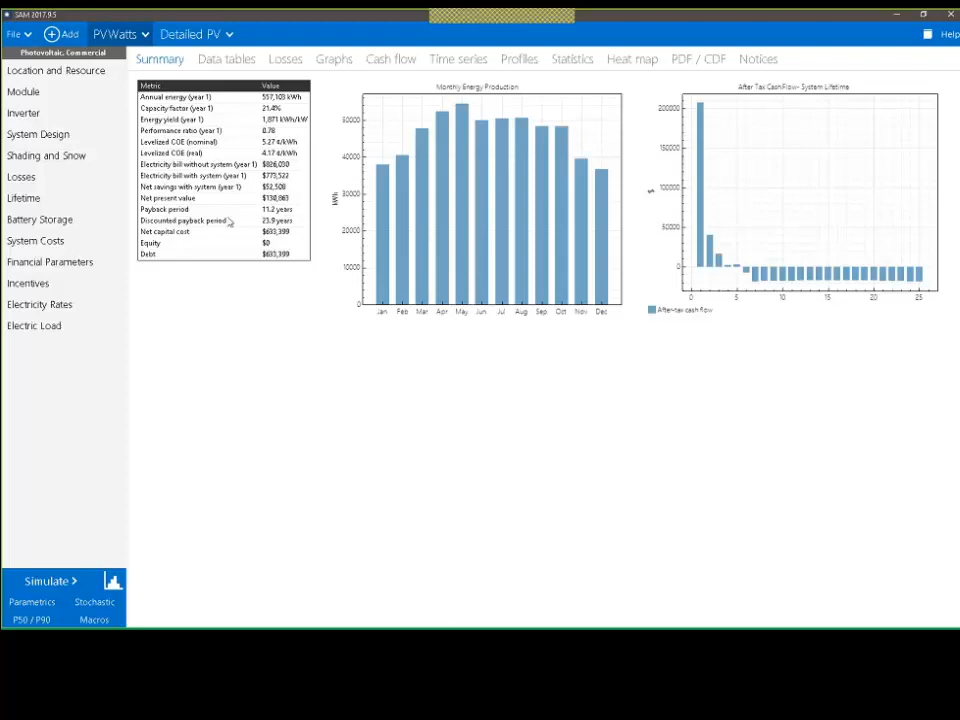 SAM 2017.9.5
File Add PVWatts Detailed PV Help
Photovoltaic, Commercial
Location and Resource
Module
Inverter
System Design
Shading and Snow
Losses
Lifetime
Battery Storage
System Costs
Financial Parameters
Incentives
Electricity Rates
Electric Load
Simulate >
Parametrics Stochastic
P50 / P90 Macros
Summary Data tables Losses Graphs Cash flow Time series Profiles Statistics Heat map PDF / CDF Notices
Metric Value
Annual energy (year 1) 557,103 kWh
Capacity factor (year 1) 21.4%
Energy yield (year 1) 1,871 kWh/kW
Performance ratio (year 1) 0.78
Levelized COE (nominal) 5.27 ¢/kWh
Levelized COE (real) 4.17 ¢/kWh
Electricity bill without system (year 1) $826,030
Electricity bill with system (year 1) $773,522
Net savings with system (year 1) $52,508
Net present value $130,863
Payback period 11.2 years
Discounted payback period 23.9 years
Net capital cost $633,399
Equity $0
Debt $633,399
Monthly Energy Production
kWh
50000
40000
30000
20000
10000
0
Jan Feb Mar Apr May Jun Jul Aug Sep Oct Nov Dec
After Tax CashFlow- System Lifetime
$
200000
150000
100000
50000
0
0 5 10 15 20 25
After-tax cash flow